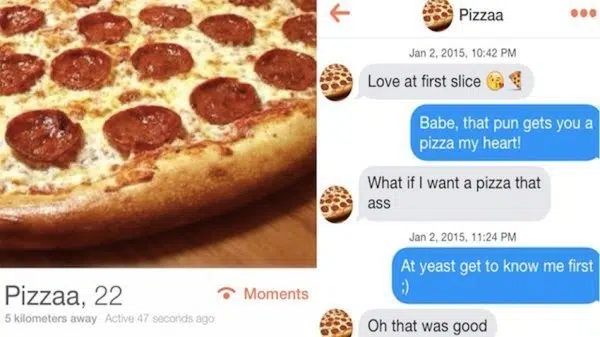 Pizzaa, 22
Moments
5 kilometers away Active 47 seconds ago
Pizzaa
Jan 2, 2015, 10:42 PM
Love at first slice 😘🍕
Babe, that pun gets you a
pizza my heart!
What if I want a pizza that
ass
Jan 2, 2015, 11:24 PM
At yeast get to know me first
;)
Oh that was good